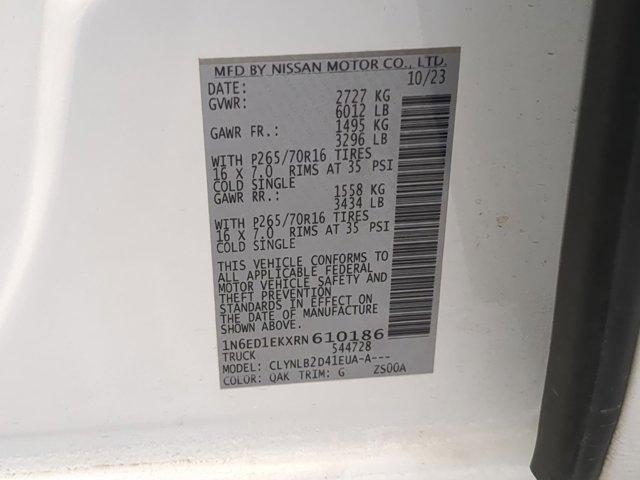 MFD BY NISSAN MOTOR CO., LTD.
DATE: 10/23
GVWR: 2727 KG
6012 LB
GAWR FR.: 1495 KG
3296 LB
WITH P265/70R16 TIRES
16 X 7.0 RIMS AT 35 PSI
COLD SINGLE
GAWR RR.: 1558 KG
3434 LB
WITH P265/70R16 TIRES
16 X 7.0 RIMS AT 35 PSI
COLD SINGLE
THIS VEHICLE CONFORMS TO
ALL APPLICABLE FEDERAL
MOTOR VEHICLE SAFETY AND
THEFT PREVENTION
STANDARDS IN EFFECT ON
THE DATE OF MANUFACTURE
SHOWN ABOVE.
1N6ED1EKXRN610186
TRUCK 544728
MODEL: CLYNLB2D41EUA-A---
COLOR: QAK TRIM: G ZS00A